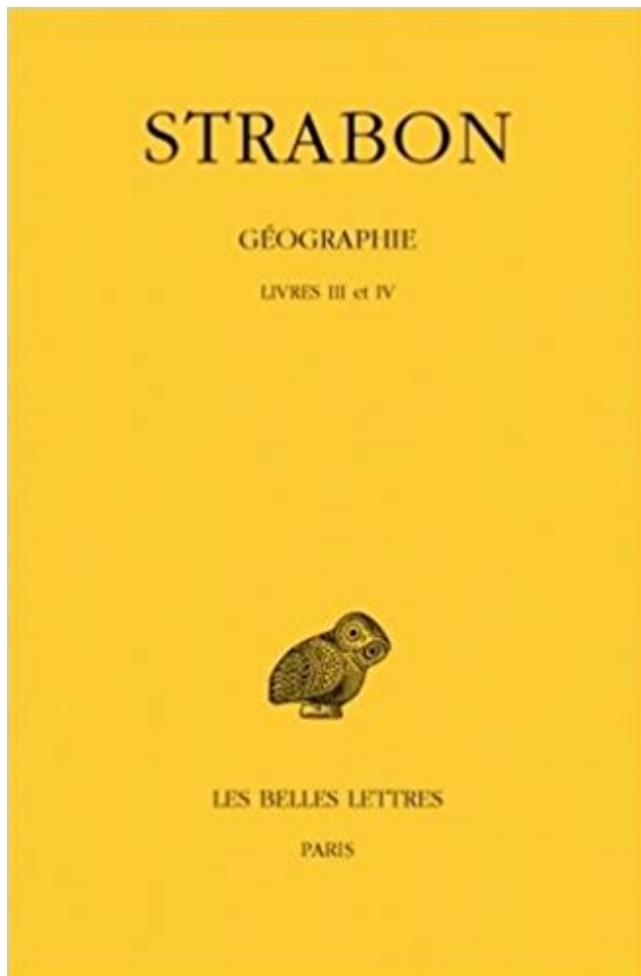 STRABON
GÉOGRAPHIE
LIVRES III et IV
LES BELLES LETTRES
PARIS